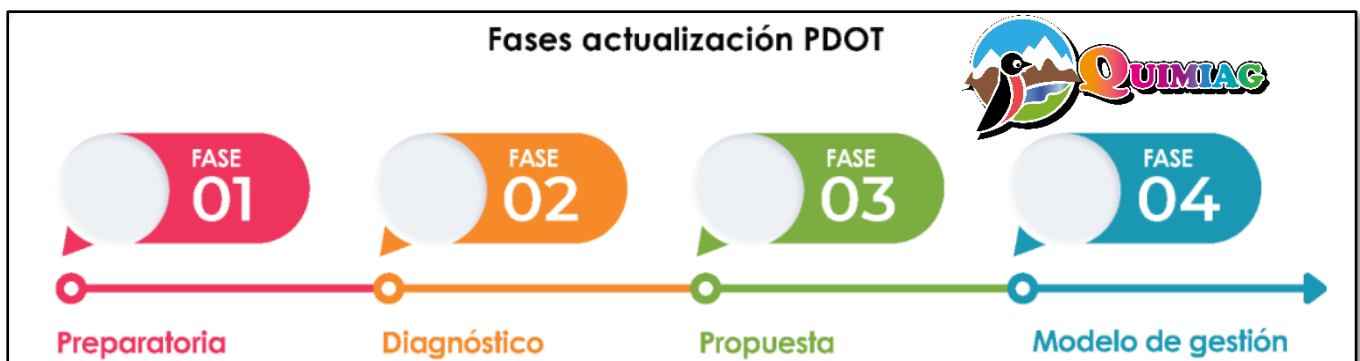 Fases actualización PDOT
QUIMIAG
FASE
01
FASE
02
FASE
03
FASE
04
Preparatoria
Diagnóstico
Propuesta
Modelo de gestión